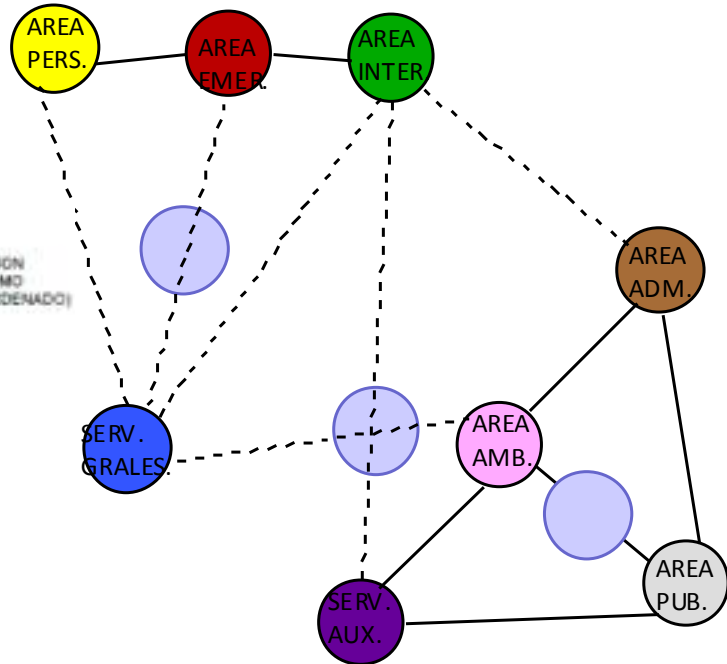 AREA
PERS.
AREA
EMER.
AREA
INTER
AREA
ADM.
SERV.
GRALES.
AREA
AMB.
AREA
PUB.
SERV.
AUX.